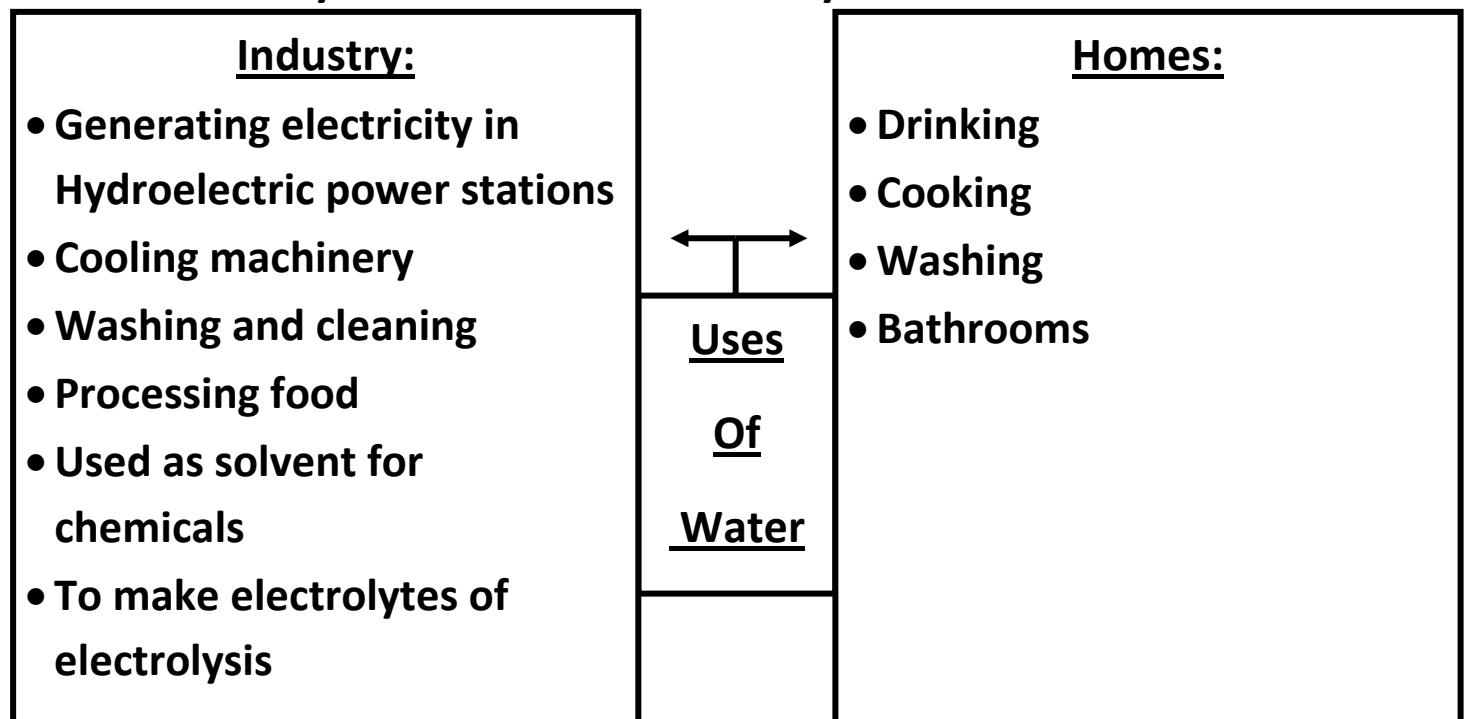 Industry:
• Generating electricity in
Hydroelectric power stations
• Cooling machinery
• Washing and cleaning
• Processing food
• Used as solvent for
chemicals
• To make electrolytes of
electrolysis
Uses
Of
Water
Homes:
• Drinking
• Cooking
• Washing
• Bathrooms